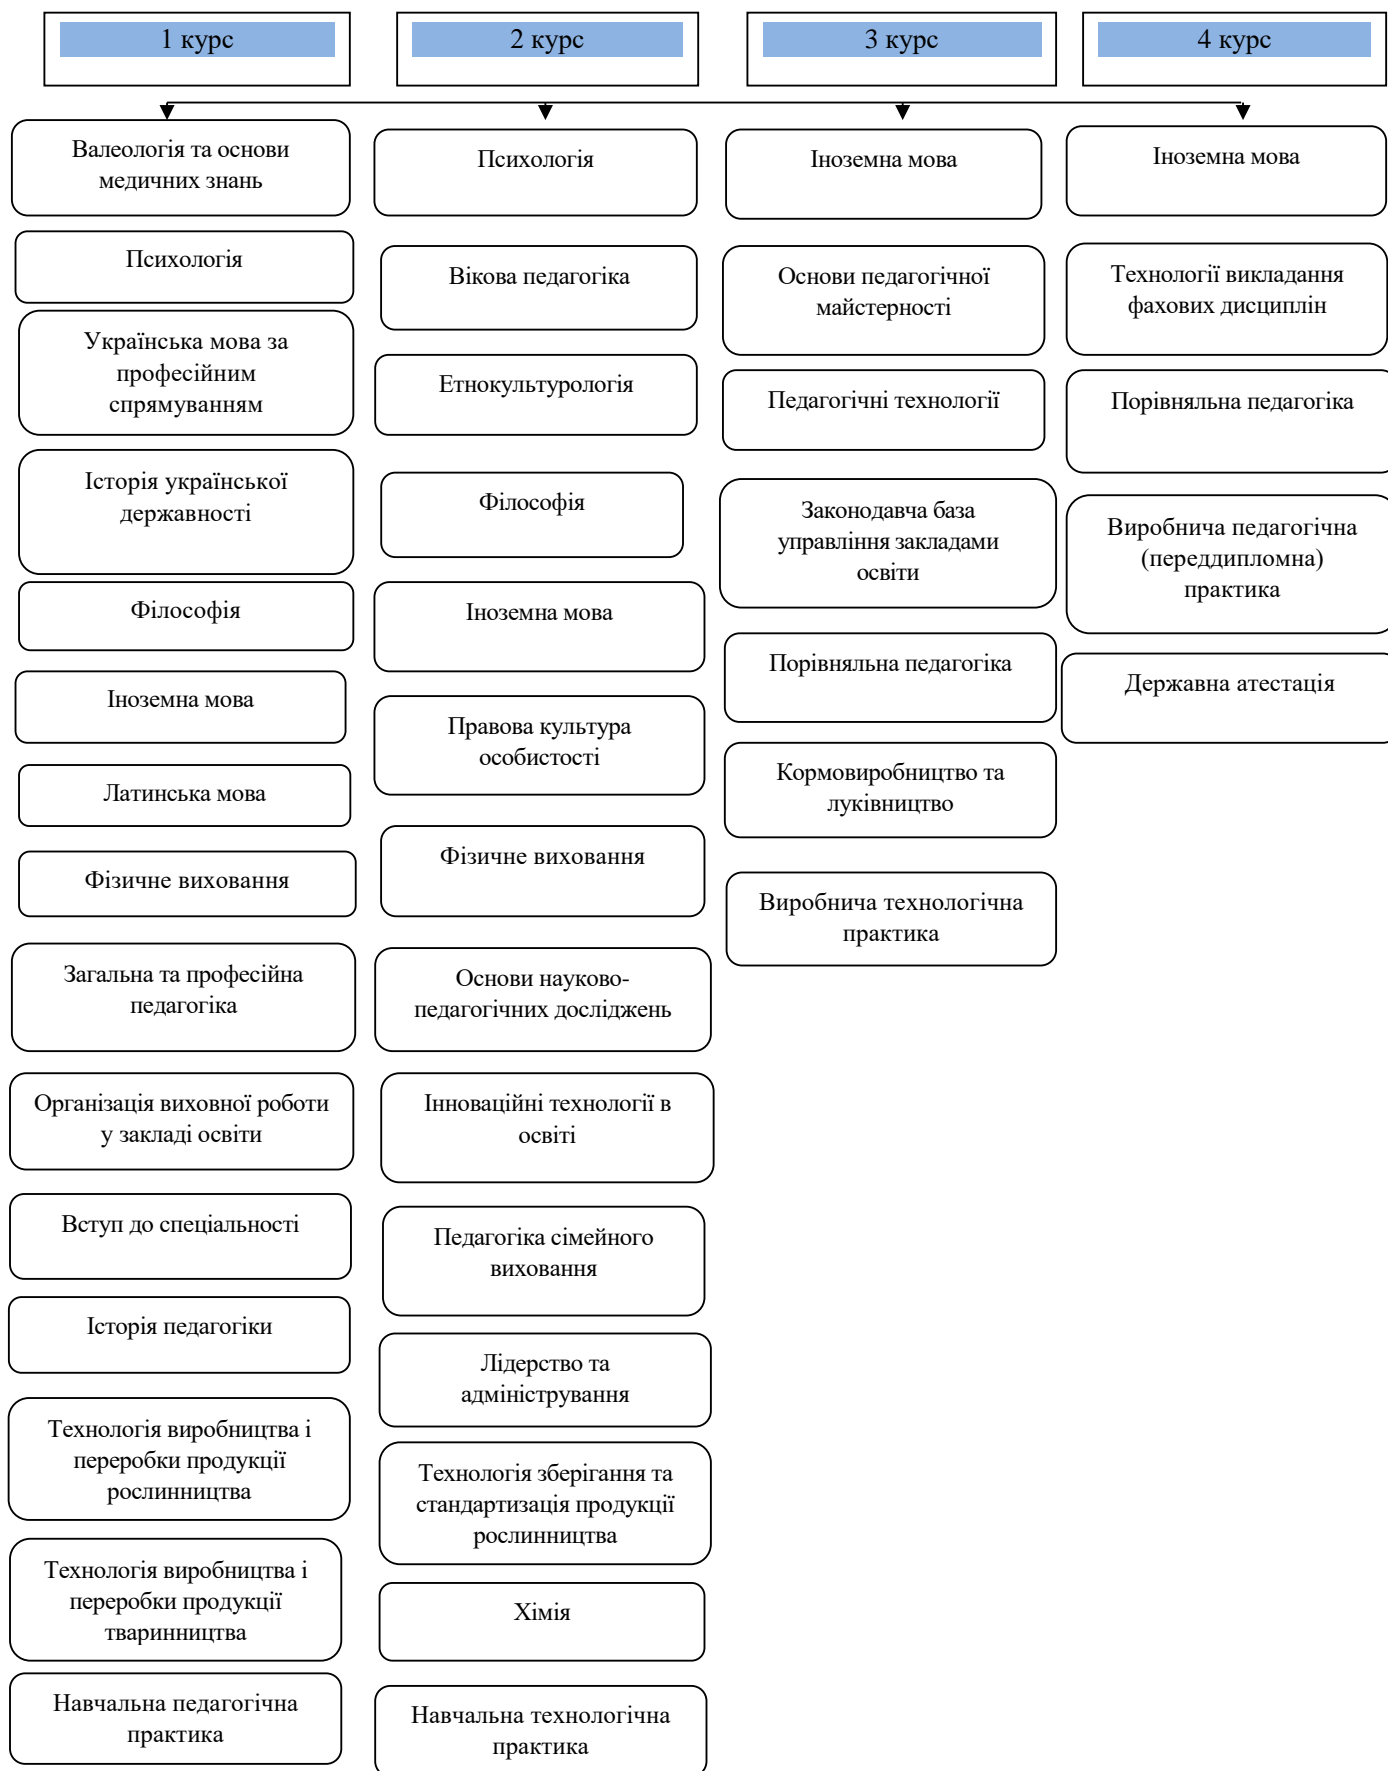 1 курс
2 курс
3 курс
4 курс
Валеологія та основи
медичних знань
Психологія
Українська мова за
професійним
спрямуванням
Історія української
державності
Філософія
Іноземна мова
Латинська мова
Фізичне виховання
Загальна та професійна
педагогіка
Організація виховної роботи
у закладі освіти
Вступ до спеціальності
Історія педагогіки
Технологія виробництва і
переробки продукції
рослинництва
Технологія виробництва і
переробки продукції
тваринництва
Навчальна педагогічна
практика
Психологія
Вікова педагогіка
Етнокультурологія
Філософія
Іноземна мова
Правова культура
особистості
Фізичне виховання
Основи науково-
педагогічних досліджень
Інноваційні технології в
освіті
Педагогіка сімейного
виховання
Лідерство та
адміністрування
Технологія зберігання та
стандартизація продукції
рослинництва
Хімія
Навчальна технологічна
практика
Іноземна мова
Основи педагогічної
майстерності
Педагогічні технології
Законодавча база
управління закладами
освіти
Порівняльна педагогіка
Кормовиробництво та
луківництво
Виробнича технологічна
практика
Іноземна мова
Технології викладання
фахових дисциплін
Порівняльна педагогіка
Виробнича педагогічна
(переддипломна)
практика
Державна атестація